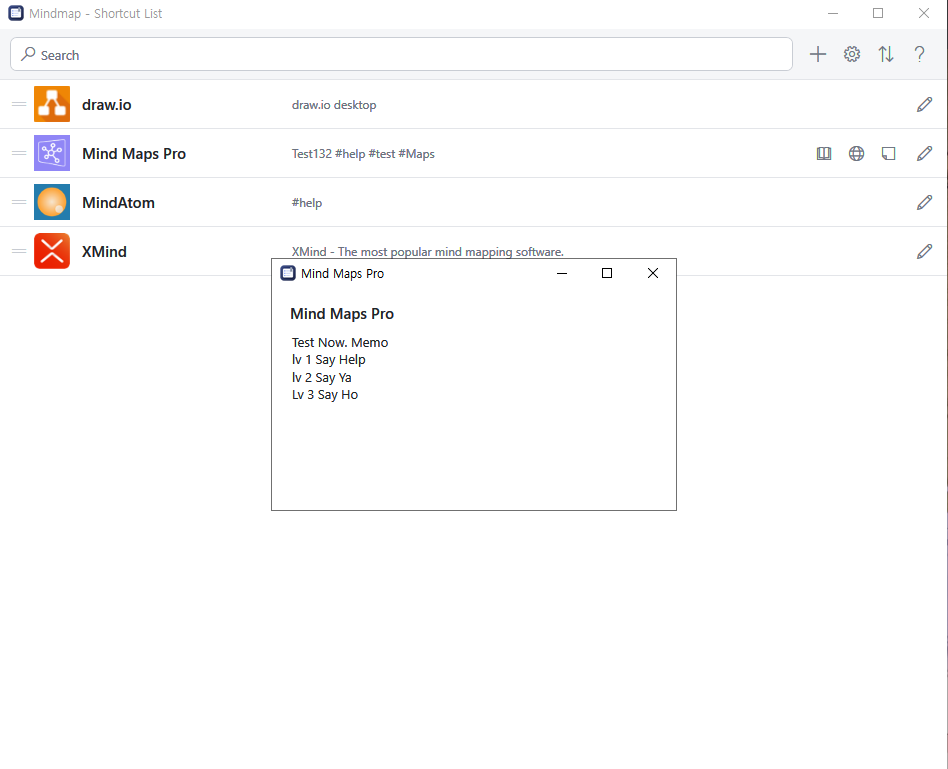 Mindmap - Shortcut List
Search
?
draw.io draw.io desktop
Mind Maps Pro Test132 #help #test #Maps
MindAtom #help
XMind XMind - The most popular mind mapping software.
Mind Maps Pro
Mind Maps Pro
Test Now. Memo
lv 1 Say Help
lv 2 Say Ya
Lv 3 Say Ho